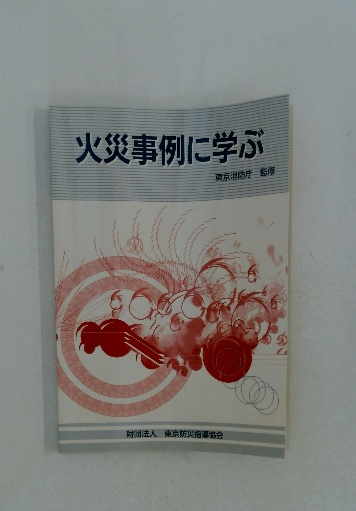 火災事例に学ぶ
東京消防庁 監修
財団法人 東京防災指導協会